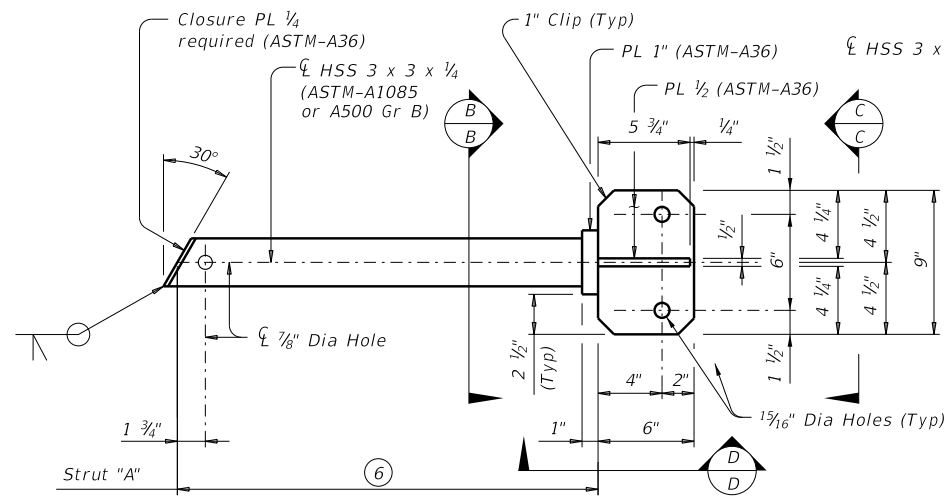 Closure PL ¼
required (ASTM-A36)
1" Clip (Typ)
℄ HSS 3 x
PL 1" (ASTM-A36)
℄ HSS 3 x 3 x ¼
(ASTM-A1085
or A500 Gr B)
PL ½ (ASTM-A36)
B
B
C
C
5 ¾"
¼"
1 ½"
30°
½"
6"
4 ¼"
4 ½"
9"
4 ¼"
4 ½"
℄ ⅞" Dia Hole
2 ½"
(Typ)
1 ½"
4"
2"
15/16" Dia Holes (Typ)
1 ¾"
1"
6"
D
D
Strut "A"
6